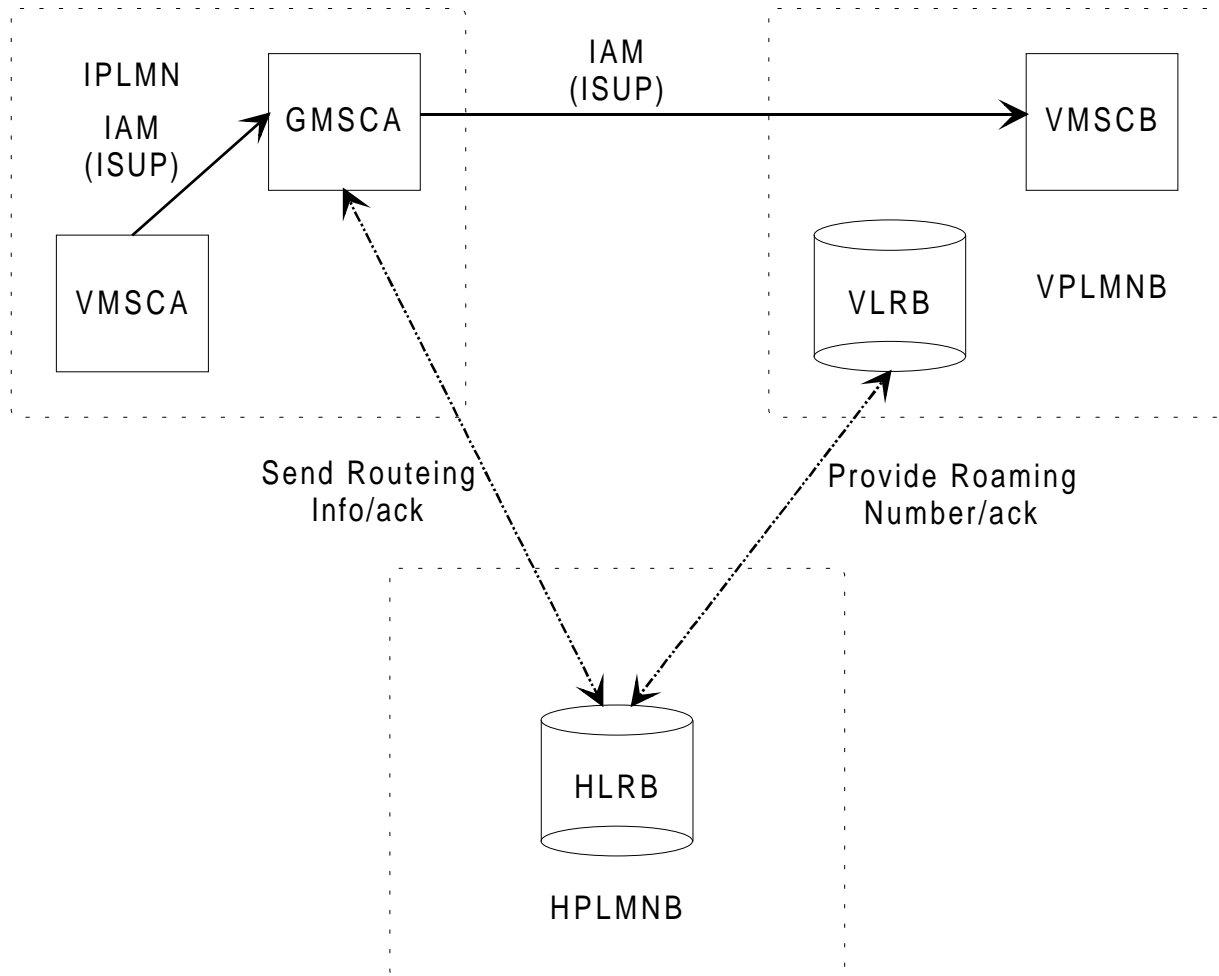 IPLMN
IAM
(ISUP)
GMSCA
VMSCA
IAM
(ISUP)
VMSCB
VLRB
VPLMNB
Send Routeing
Info/ack
Provide Roaming
Number/ack
HLRB
HPLMNB